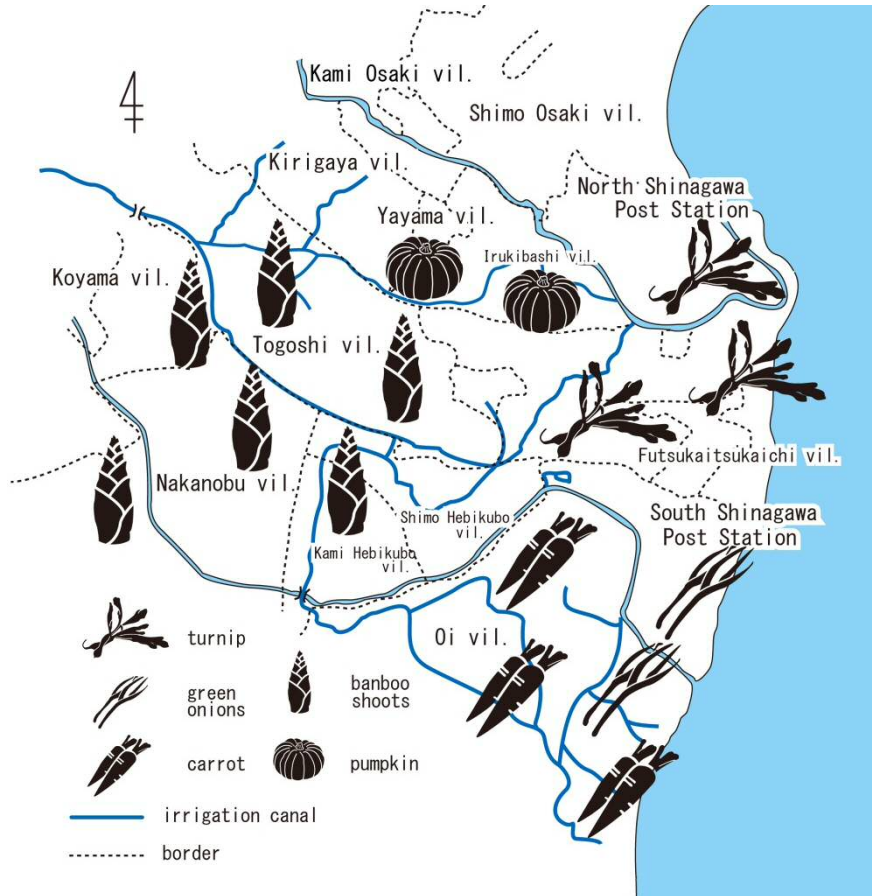 Kami Osaki vil.
Shimo Osaki vil.
Kirigaya vil.
North Shinagawa
Post Station
Yayama vil.
Irukibashi vil.
Koyama vil.
Togoshi vil.
Futsukaitsukaichi vil.
Nakanobu vil.
Shimo Hebikubo
vil.
South Shinagawa
Post Station
Kami Hebikubo
vil.
Oi vil.
turnip
green
onions
banboo
shoots
carrot
pumpkin
irrigation canal
border